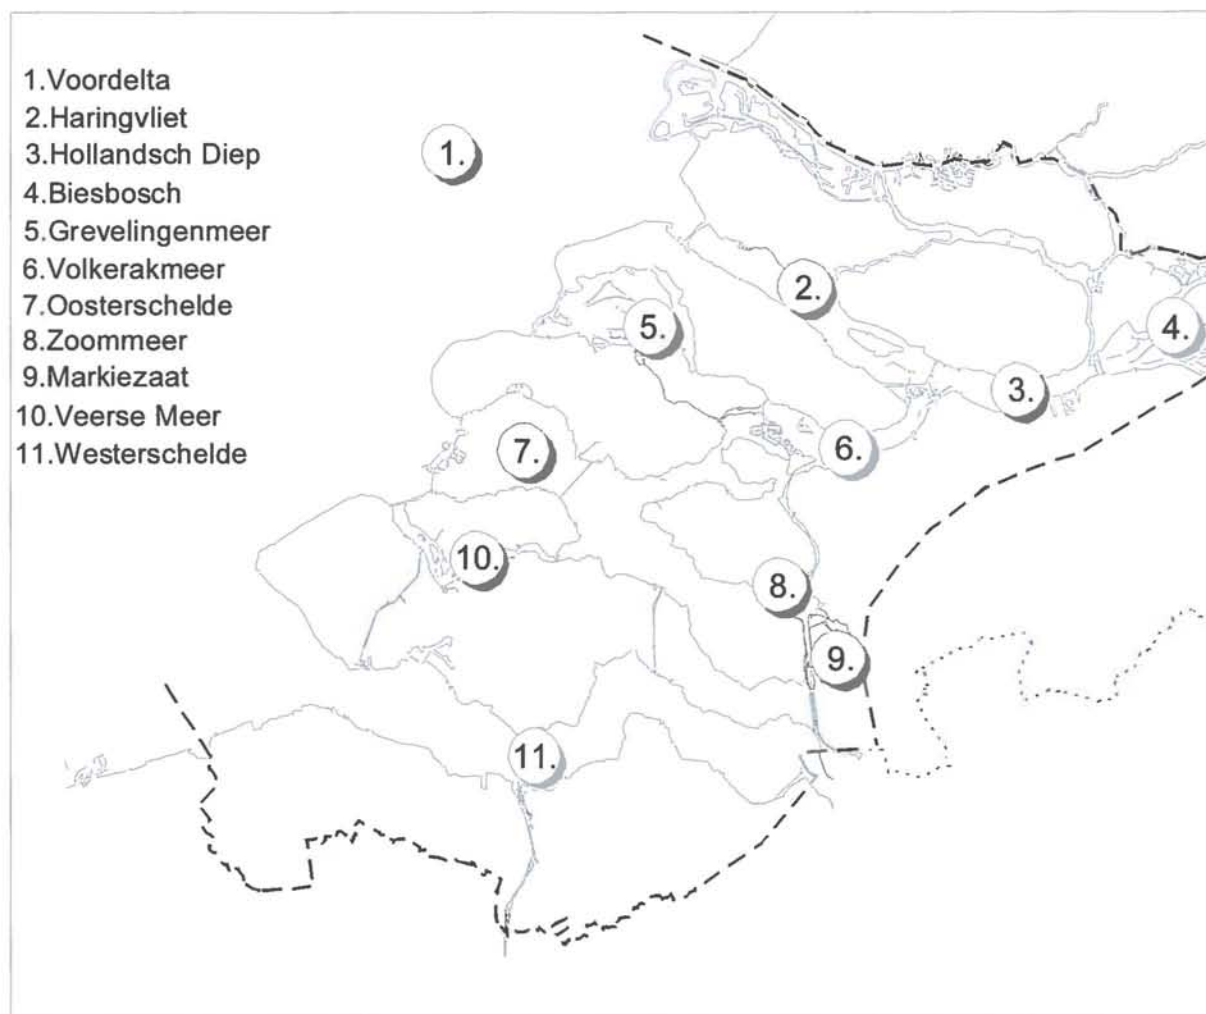 1.Voordelta
2.Haringvliet
3.Hollandsch Diep
4.Biesbosch
5.Grevelingenmeer
6.Volkerakmeer
7.Oosterschelde
8.Zoommeer
9.Markiezaat
10.Veerse Meer
11.Westerschelde
1.
2.
5.
4.
3.
6.
7.
10.
8.
9.
11.